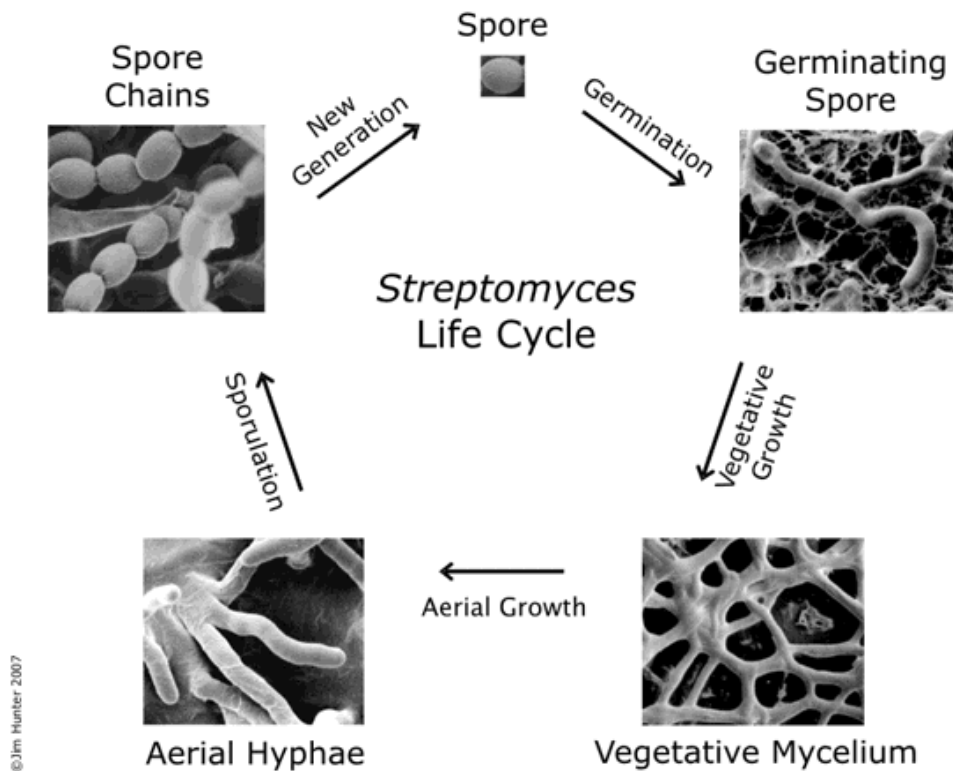 Spore
Spore
Chains
Germinating
Spore
New
Generation
Germination
Streptomyces
Life Cycle
Sporulation
Vegetative
Growth
Aerial Growth
Aerial Hyphae
Vegetative Mycelium
©Jim Hunter 2007